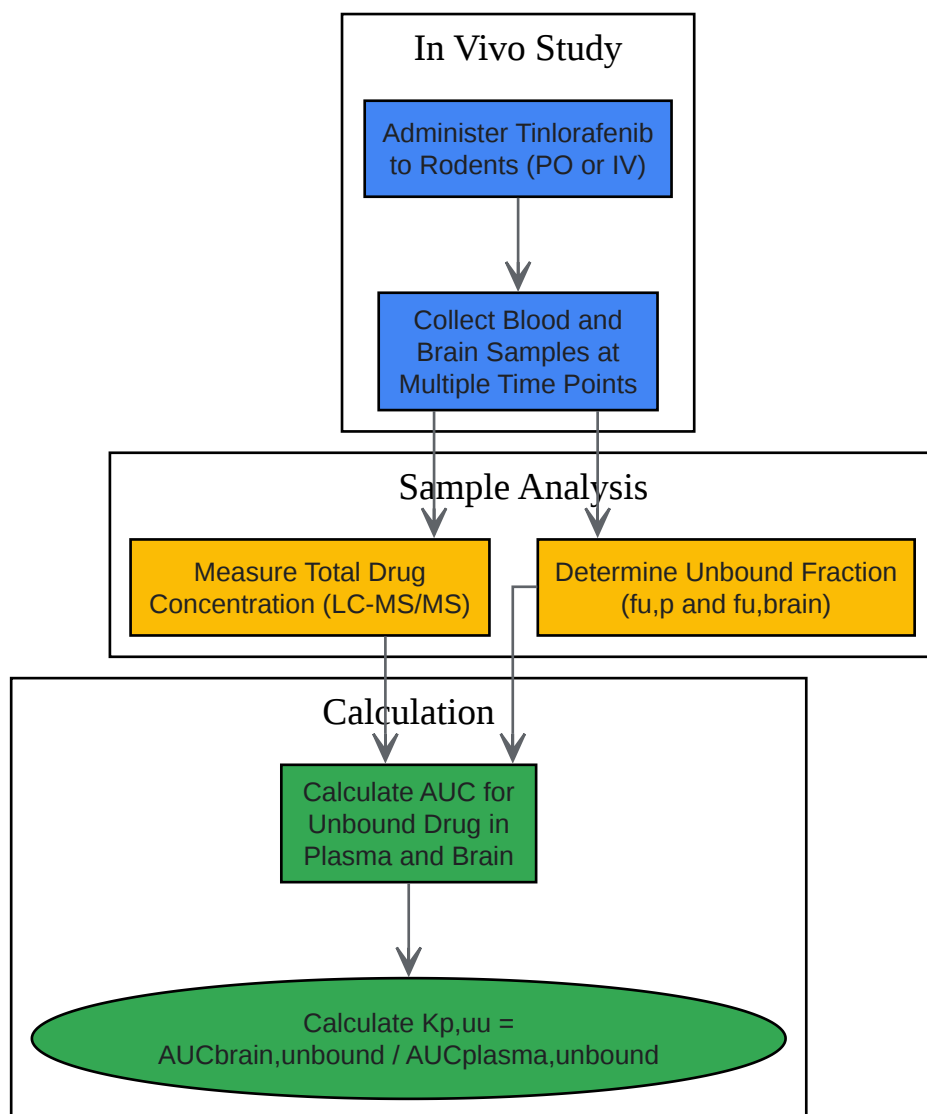 In Vivo Study
Administer Tinlorafenib
to Rodents (PO or IV)
Collect Blood and
Brain Samples at
Multiple Time Points
Sample Analysis
Measure Total Drug
Concentration (LC-MS/MS)
Determine Unbound Fraction
(fu,p and fu,brain)
Calculation
Calculate AUC for
Unbound Drug in
Plasma and Brain
Calculate Kp,uu =
AUCbrain,unbound / AUCplasma,unbound